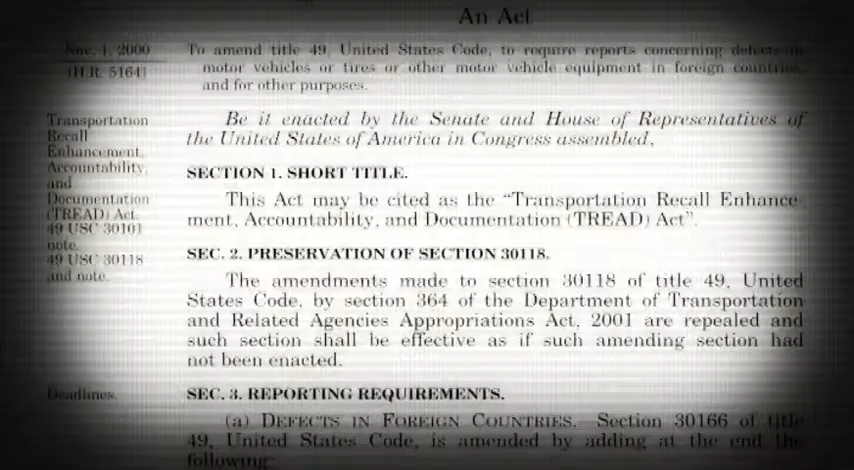 An Act
Nov. 1, 2000
[H.R. 5164]
To amend title 49, United States Code, to require reports concerning defects in
motor vehicles or tires or other motor vehicle equipment in foreign countries,
and for other purposes.
Transportation
Recall
Enhancement,
Accountability,
and
Documentation
(TREAD) Act.
49 USC 30101
note.
49 USC 30118
and note.
Be it enacted by the Senate and House of Representatives of
the United States of America in Congress assembled,
SECTION 1. SHORT TITLE.
This Act may be cited as the “Transportation Recall Enhance-
ment, Accountability, and Documentation (TREAD) Act”.
SEC. 2. PRESERVATION OF SECTION 30118.
The amendments made to section 30118 of title 49, United
States Code, by section 364 of the Department of Transportation
and Related Agencies Appropriations Act, 2001 are repealed and
such section shall be effective as if such amending section had
not been enacted.
Deadlines.
SEC. 3. REPORTING REQUIREMENTS.
(a) DEFECTS IN FOREIGN COUNTRIES. Section 30166 of title
49, United States Code, is amended by adding at the end the
following: